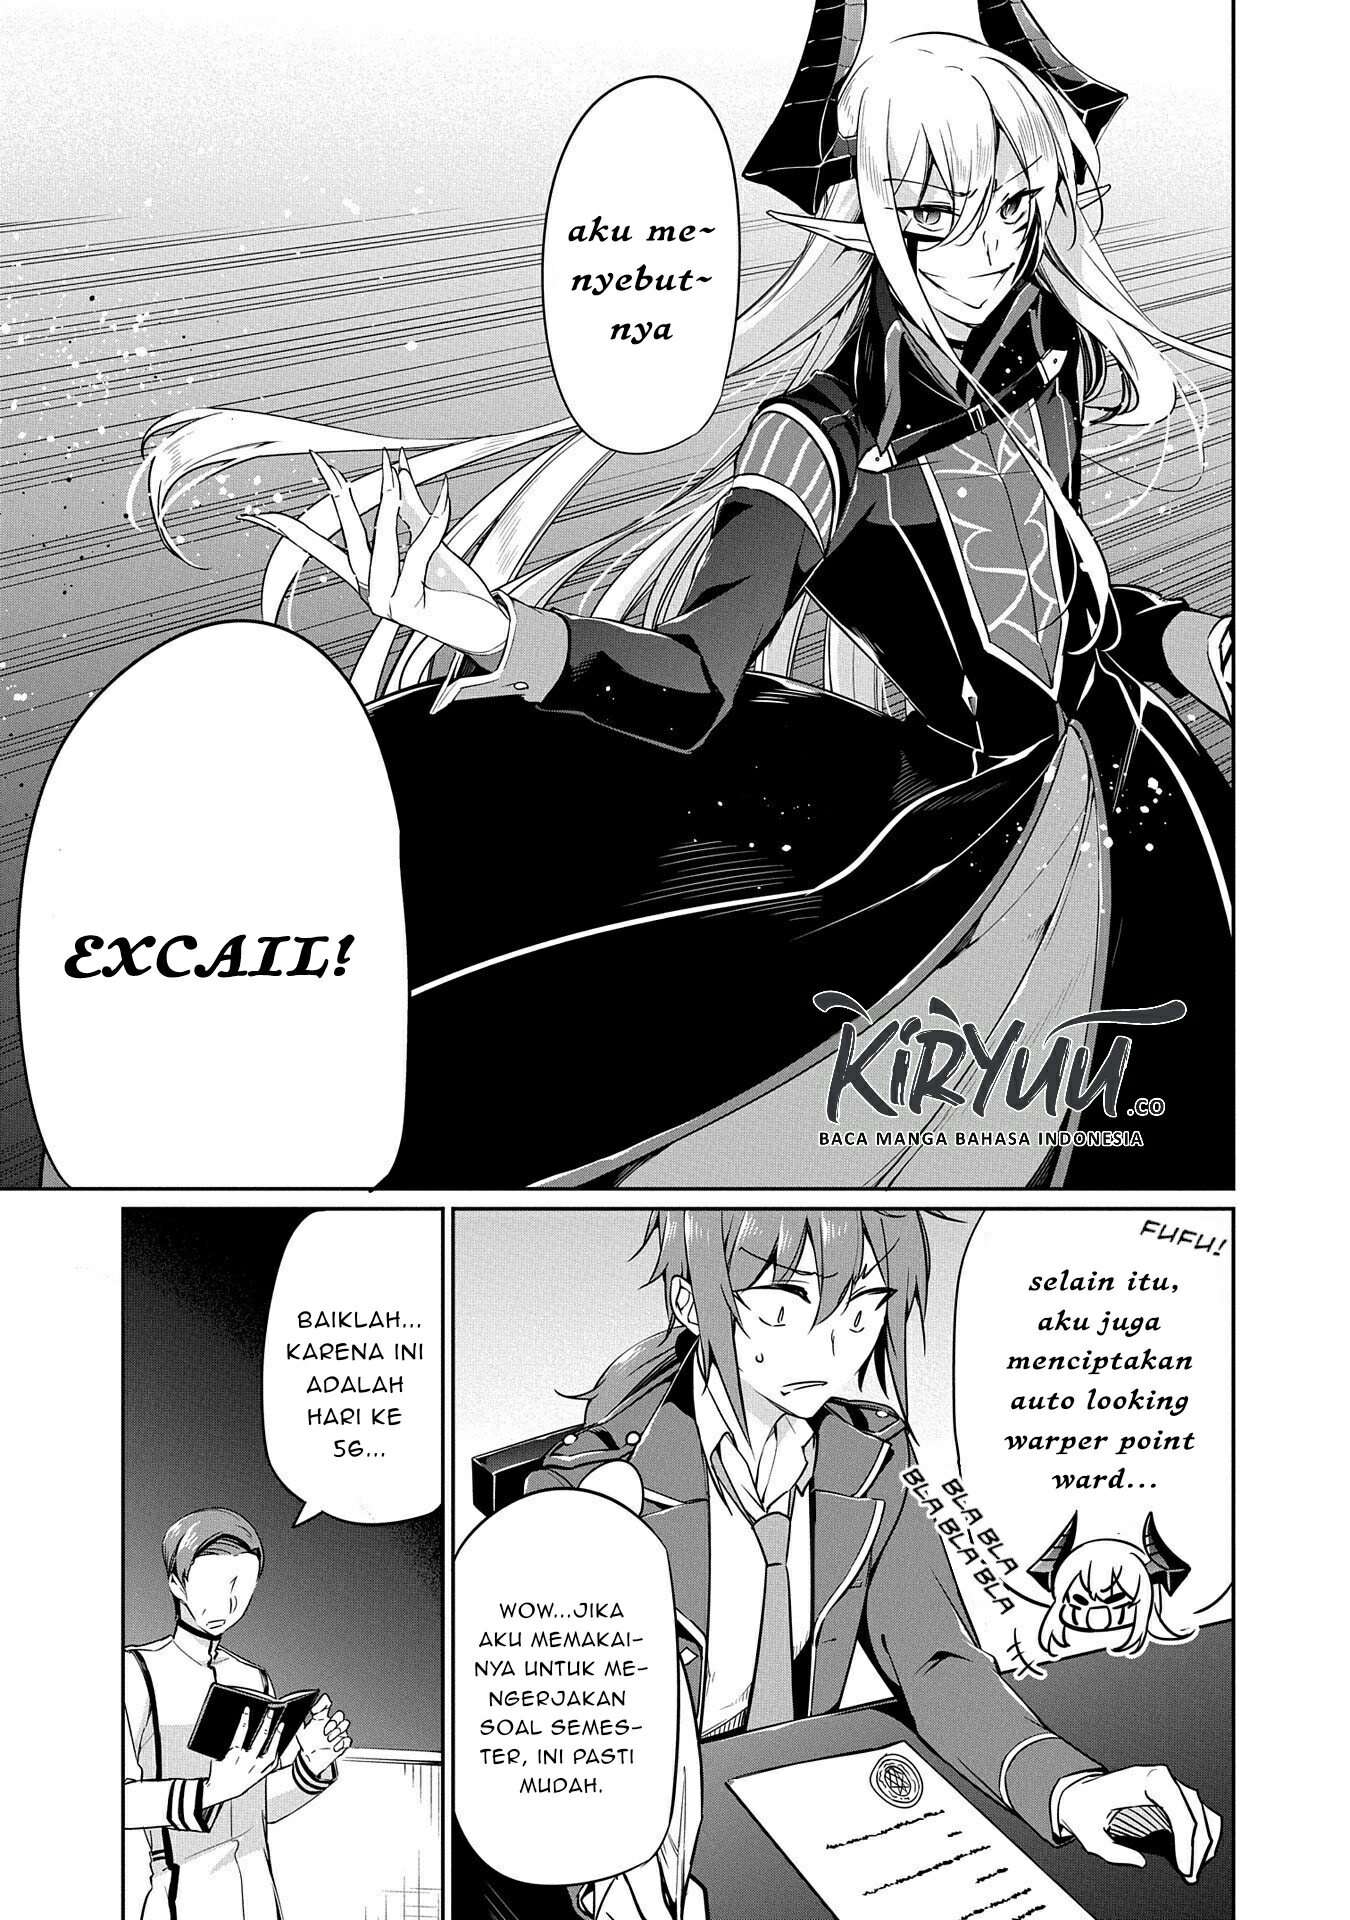 aku me~
nyebut~
nya
EXCAIL!
KiRYUU.co
BACA MANGA BAHASA INDONESIA
FUFU!
selain itu,
aku juga
menciptakan
auto looking
warper point
ward...
BLA BLA
BLA BLA BLA
WOW...JIKA
AKU MEMAKAI-
NYA UNTUK ME-
NGERJAKAN
SOAL SEMES-
TER, INI PASTI
MUDAH.
BAIKLAH...
KARENA INI
ADALAH
HARI KE
56...